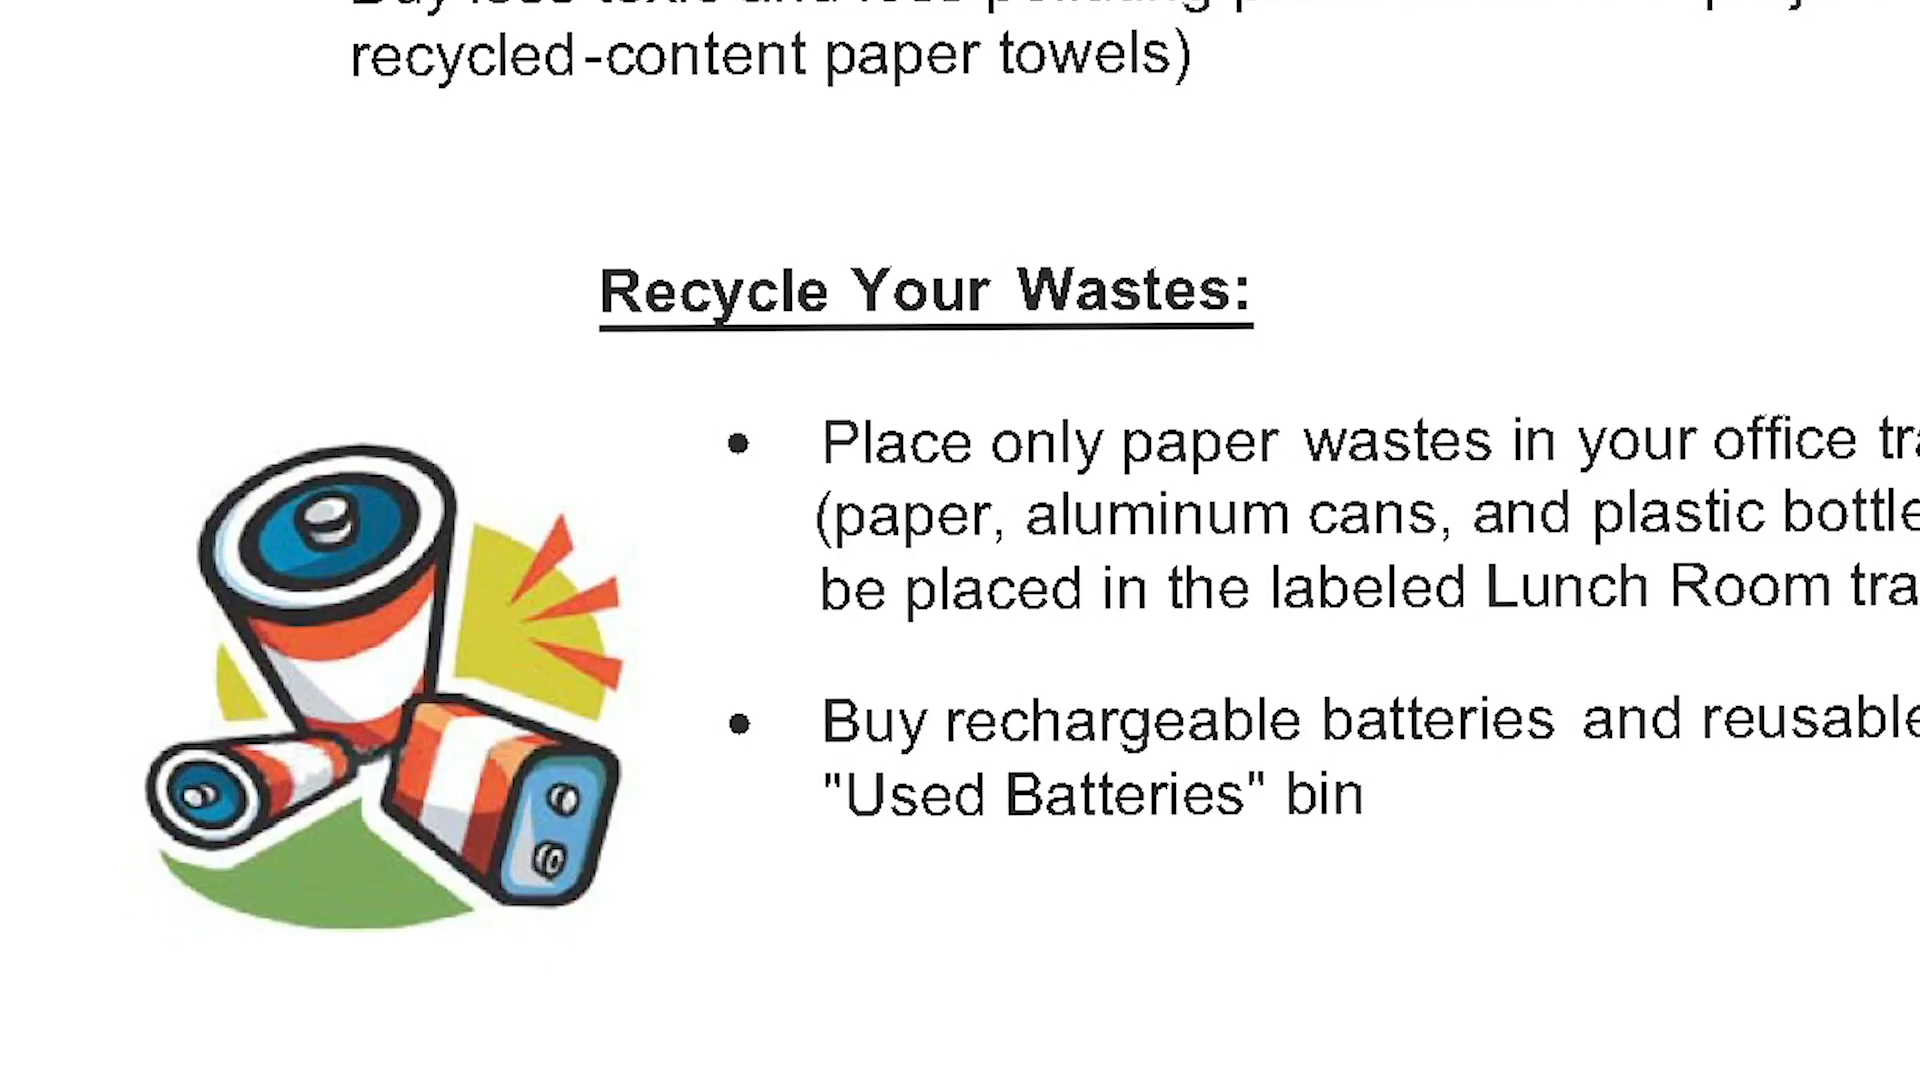 recycled-content paper towels)
Recycle Your Wastes:
• Place only paper wastes in your office
(paper, aluminum cans, and plastic
be placed in the labeled Lunch Room
• Buy rechargeable batteries and
"Used Batteries" bin